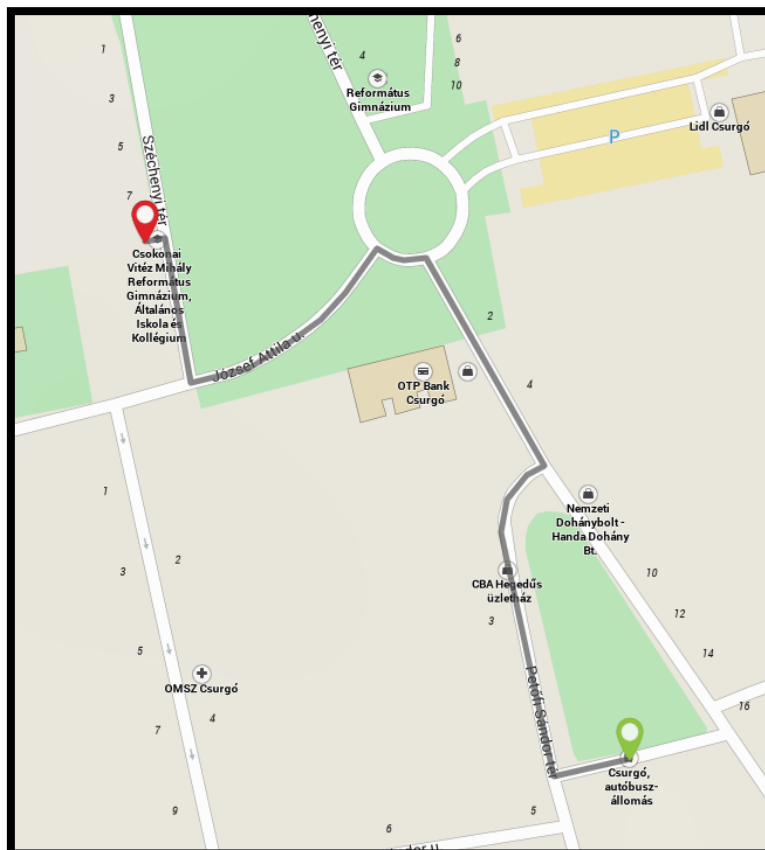 1
3
5
7
Széchenyi tér
Széchenyi tér
4
Református
Gimnázium
6
8
10
P
Lidl Csurgó
Csokonai
Vitéz Mihály
Református
Gimnázium,
Általános
Iskola és
Kollégium
József Attila u.
2
4
OTP Bank
Csurgó
Nemzeti
Dohánybolt -
Handa Dohány
Bt.
1
2
3
CBA Hegedűs
üzletház
3
10
12
14
16
5
OMSZ Csurgó
4
7
9
Petőfi Sándor tér
Csurgó,
autóbusz-
állomás
5
6